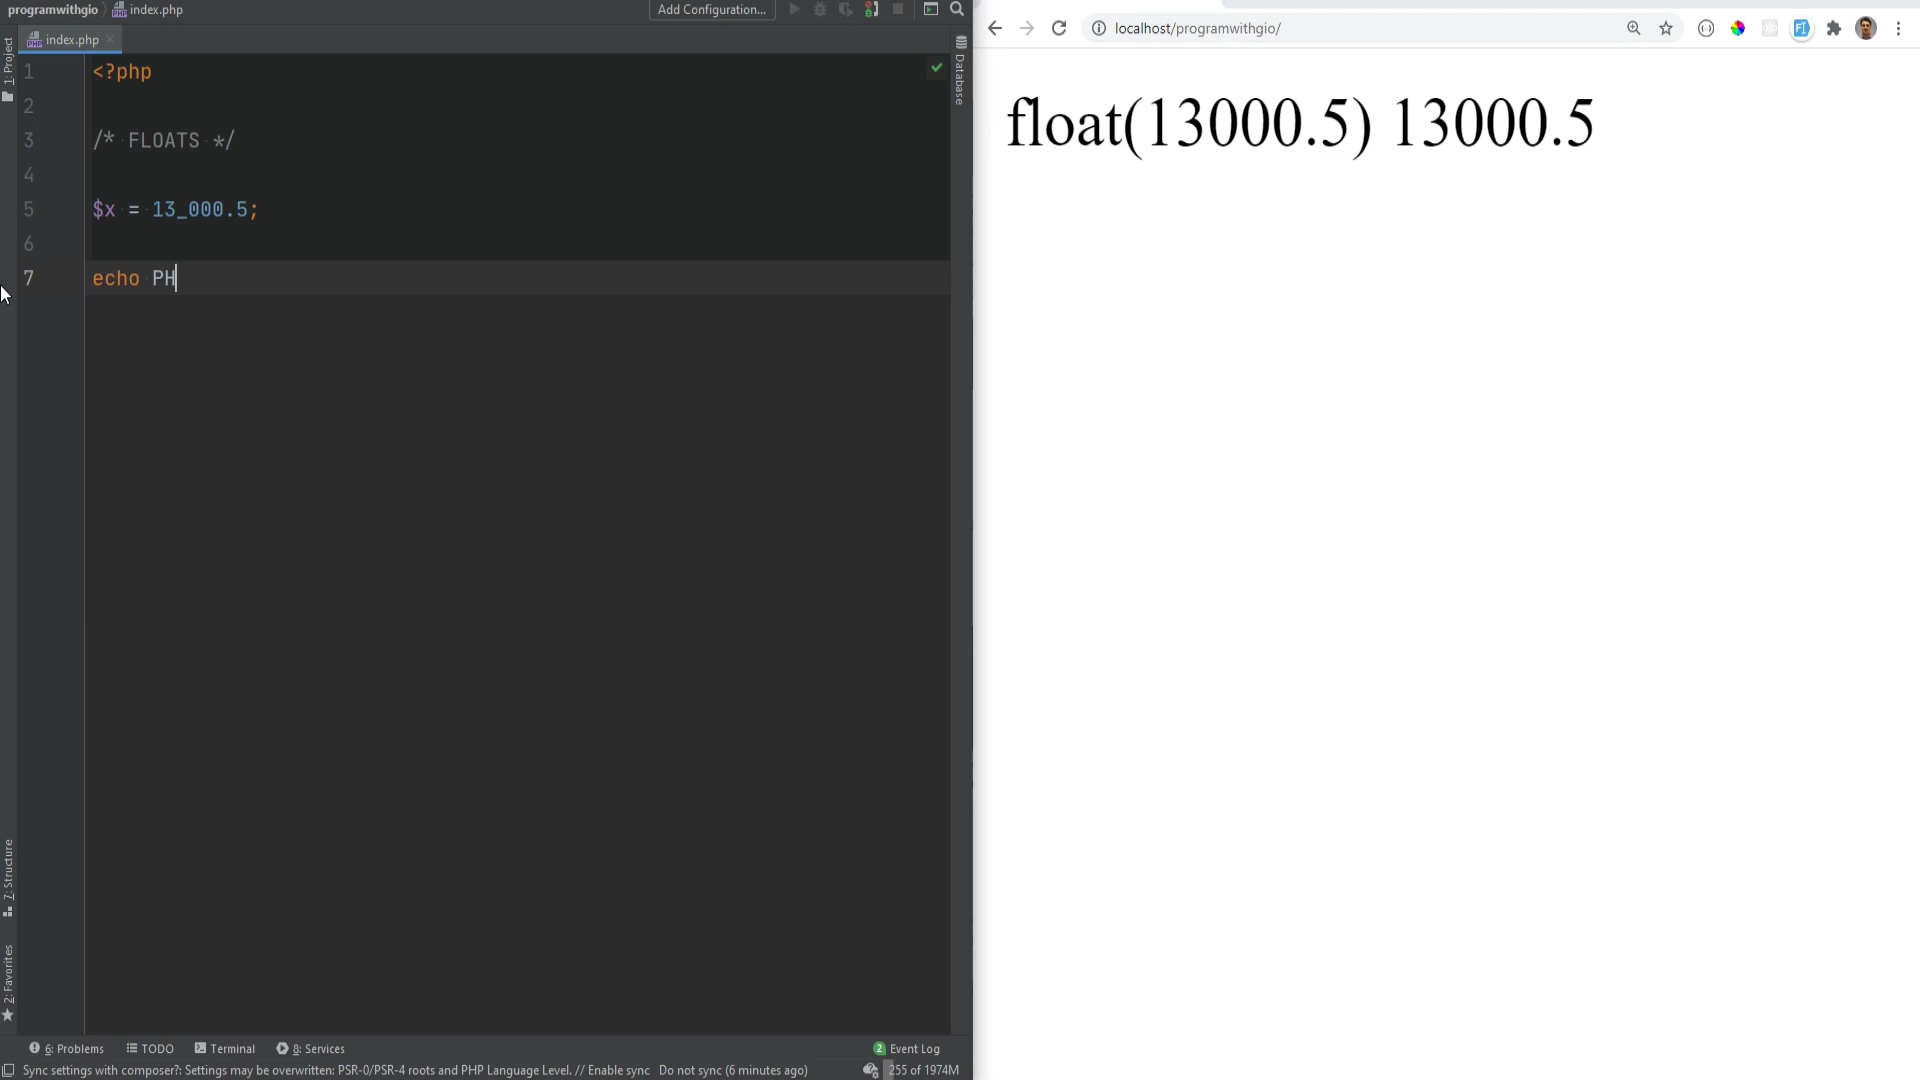 programwithgio index.php Add Configuration...
index.php
1: Project
Database
1 <?php
2
3 /* FLOATS */
4
5 $x = 13_000.5;
6
7 echo PH
7: Structure
2: Favorites
6: Problems TODO Terminal 8: Services 2 Event Log
Sync settings with composer?: Settings may be overwritten: PSR-0/PSR-4 roots and PHP Language Level. // Enable sync Do not sync (6 minutes ago) 255 of 1974M
localhost/programwithgio/
float(13000.5) 13000.5